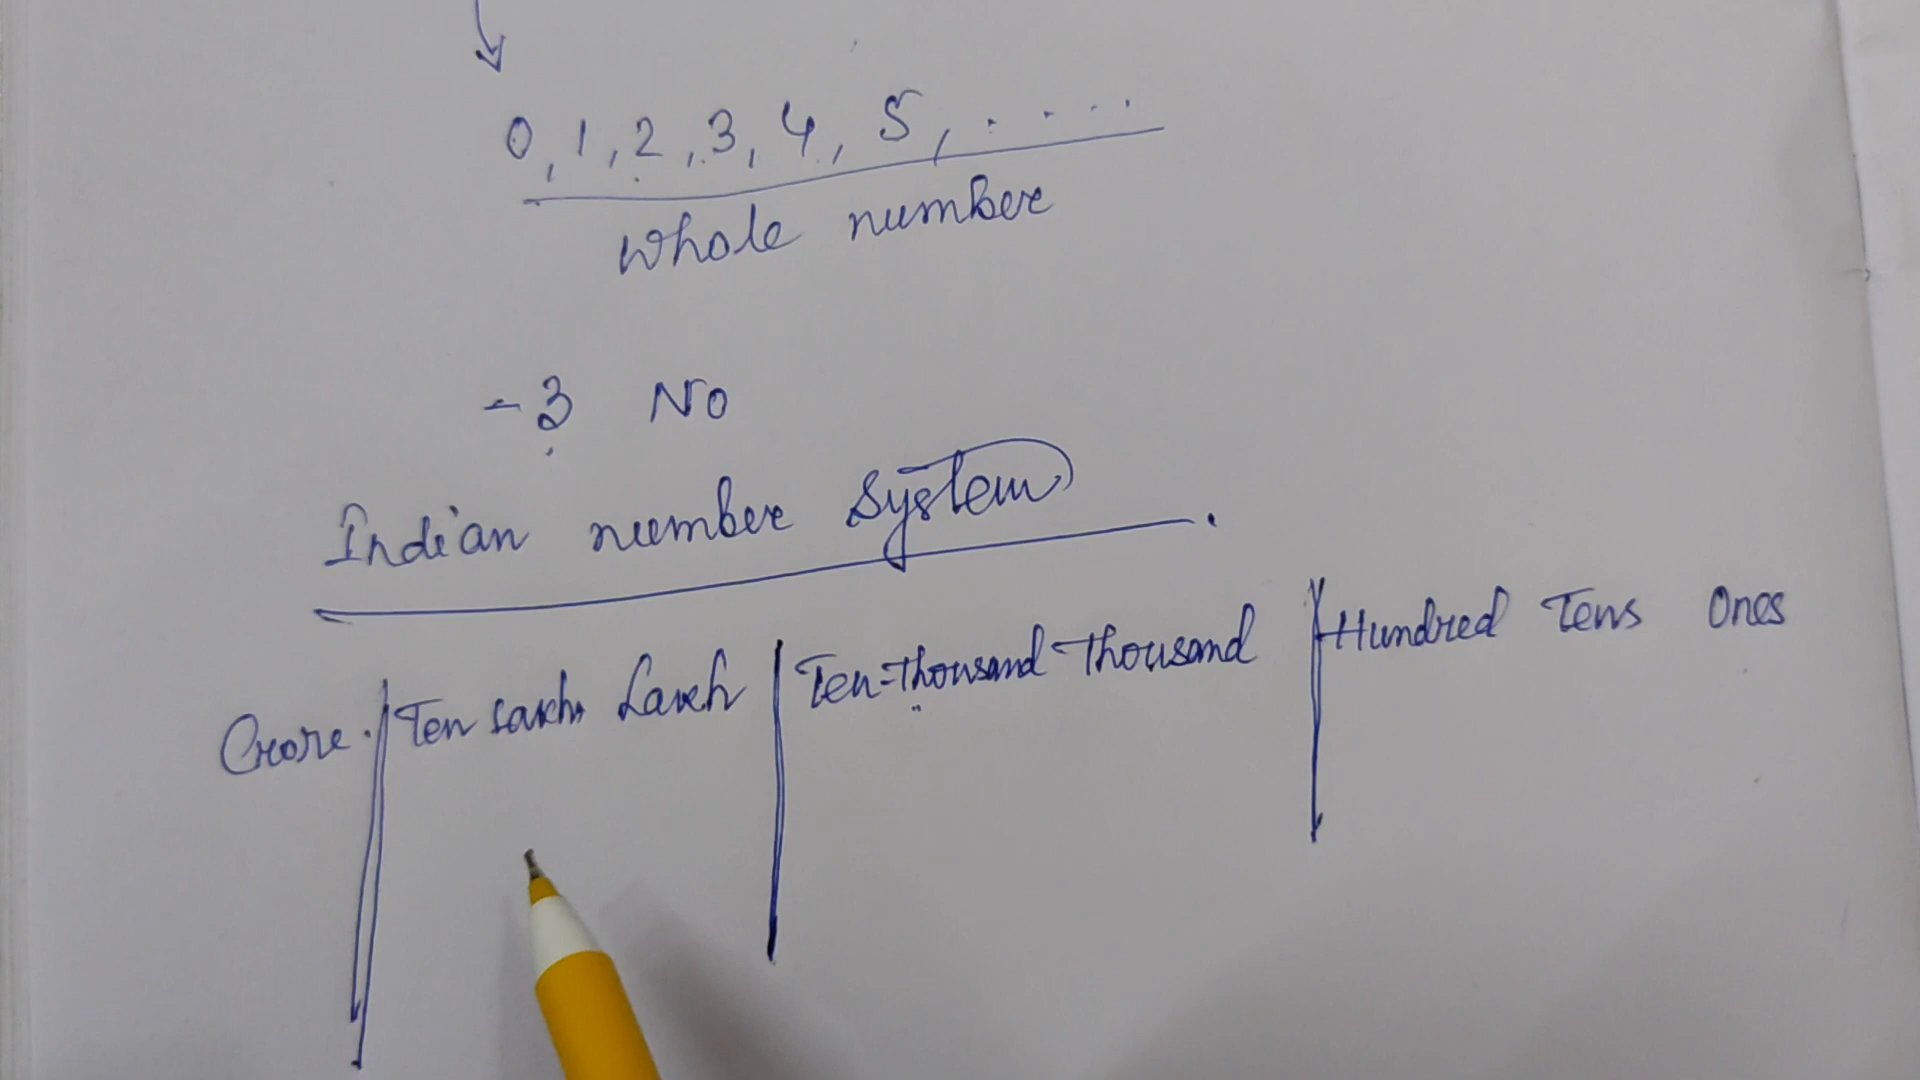 0, 1, 2, 3, 4, 5, .....
whole number
-3 No
Indian number System
Crore. Ten Lakh Lakh Ten-Thousand Thousand Hundred Tens Ones